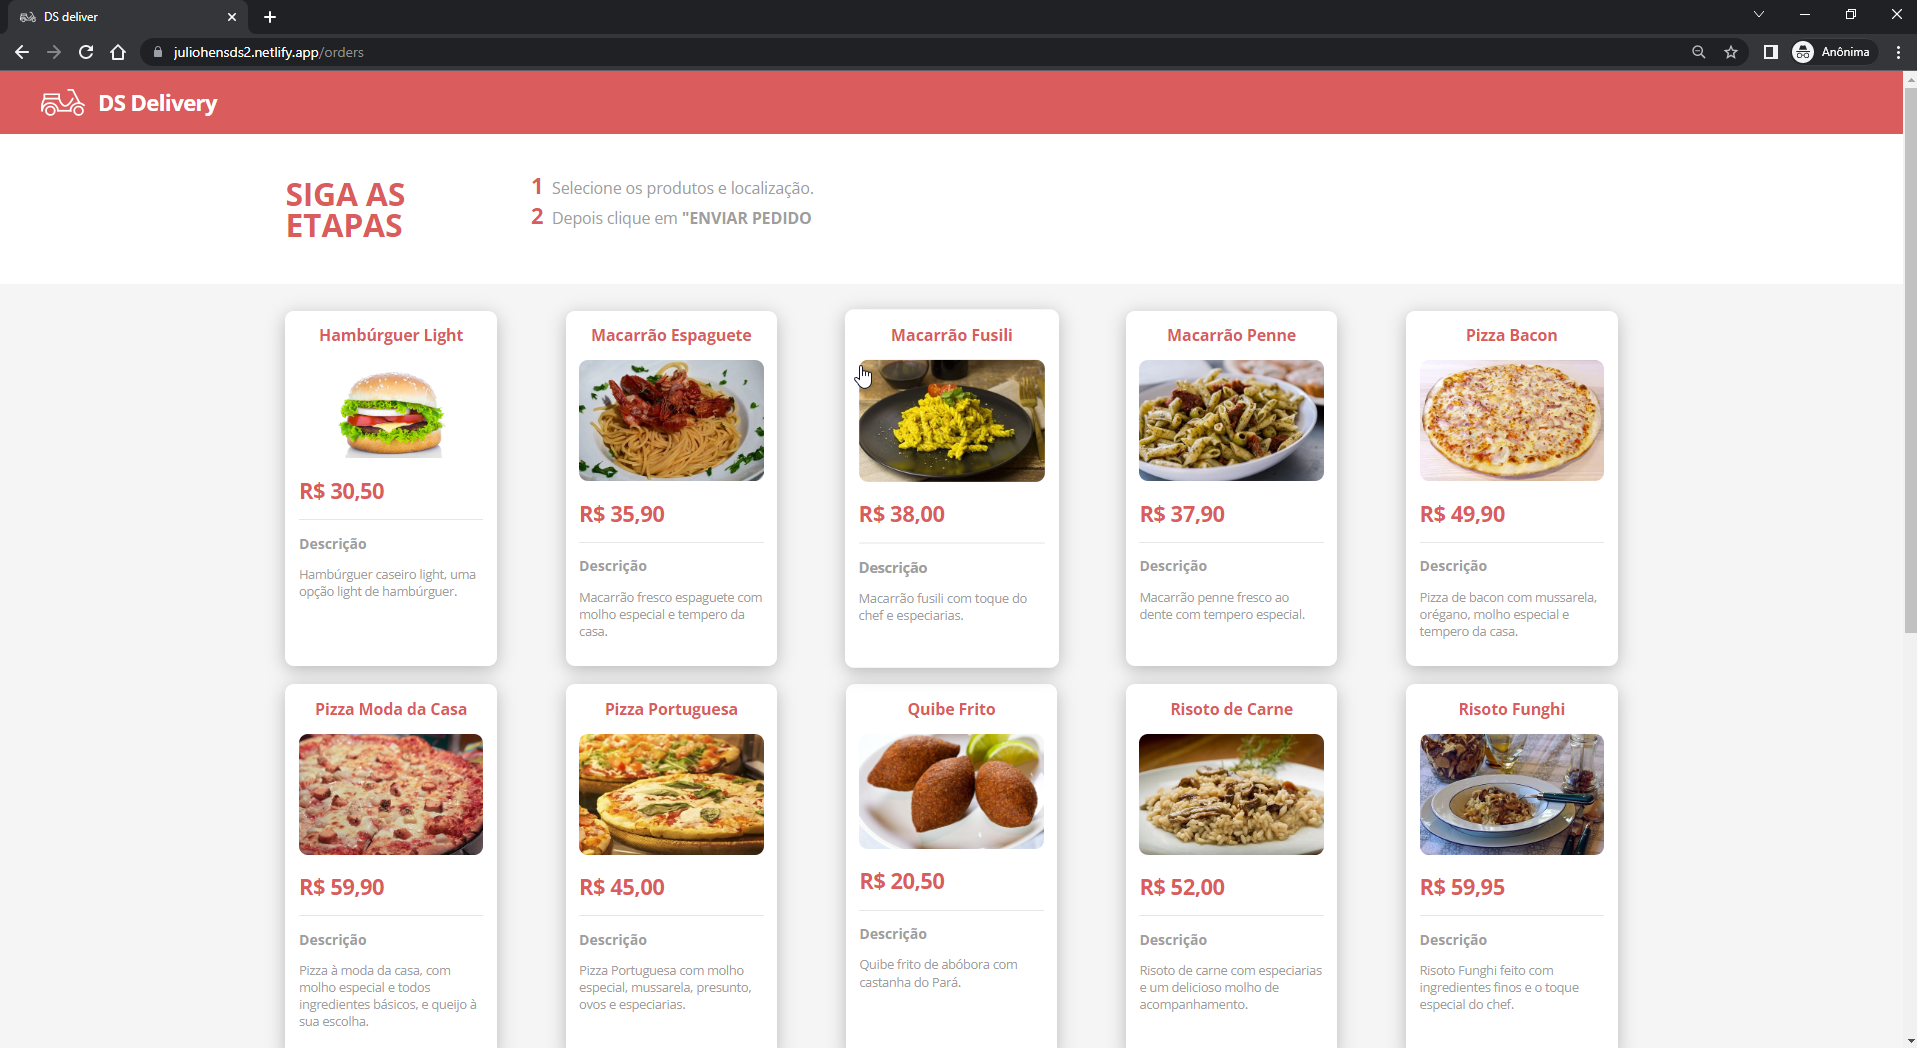 DS deliver
juliohensds2.netlify.app/orders
Anônima
DS Delivery
SIGA AS
ETAPAS
1 Selecione os produtos e localização.
2 Depois clique em "ENVIAR PEDIDO
Hambúrguer Light
R$ 30,50
Descrição
Hambúrguer caseiro light, uma
opção light de hambúrguer.
Macarrão Espaguete
R$ 35,90
Descrição
Macarrão fresco espaguete com
molho especial e tempero da
casa.
Macarrão Fusili
R$ 38,00
Descrição
Macarrão fusili com toque do
chef e especiarias.
Macarrão Penne
R$ 37,90
Descrição
Macarrão penne fresco ao
dente com tempero especial.
Pizza Bacon
R$ 49,90
Descrição
Pizza de bacon com mussarela,
orégano, molho especial e
tempero da casa.
Pizza Moda da Casa
R$ 59,90
Descrição
Pizza à moda da casa, com
molho especial e todos
ingredientes básicos, e queijo à
sua escolha.
Pizza Portuguesa
R$ 45,00
Descrição
Pizza Portuguesa com molho
especial, mussarela, presunto,
ovos e especiarias.
Quibe Frito
R$ 20,50
Descrição
Quibe frito de abóbora com
castanha do Pará.
Risoto de Carne
R$ 52,00
Descrição
Risoto de carne com especiarias
e um delicioso molho de
acompanhamento.
Risoto Funghi
R$ 59,95
Descrição
Risoto Funghi feito com
ingredientes finos e o toque
especial do chef.